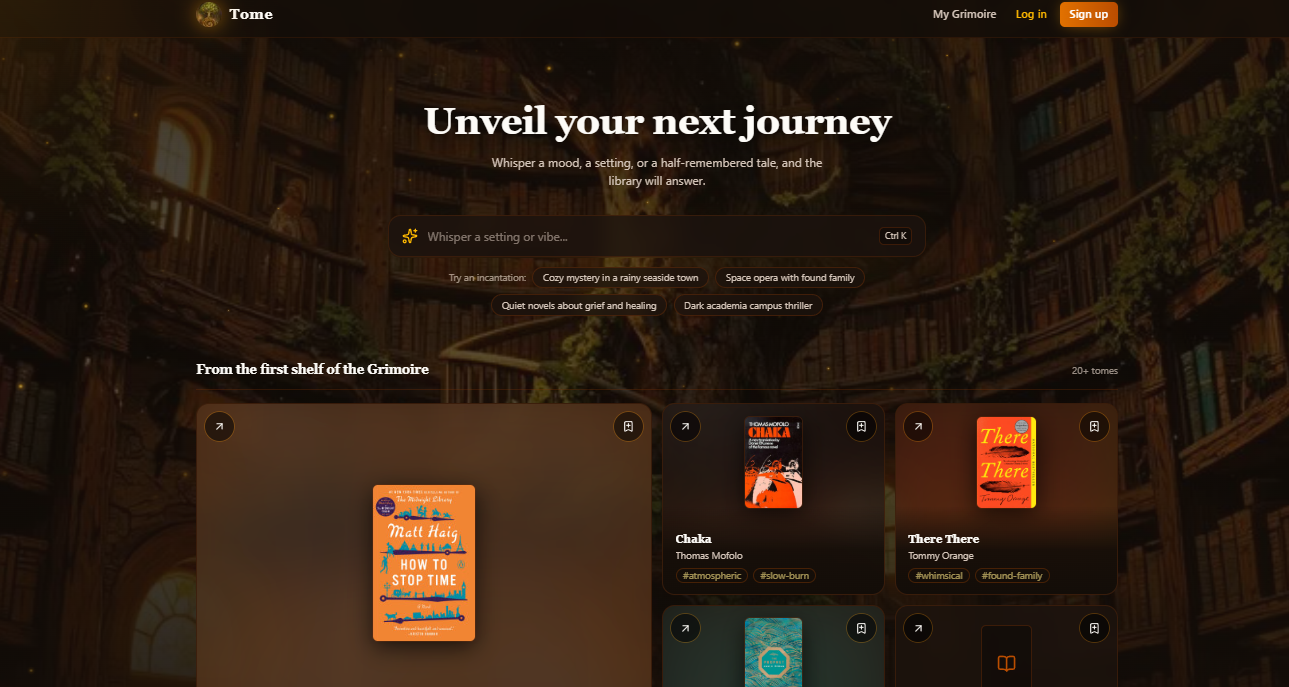 Tome
My Grimoire
Log in
Sign up
Unveil your next journey
Whisper a mood, a setting, or a half-remembered tale, and the
library will answer.
Whisper a setting or vibe...
Ctrl K
Try an incantation:
Cozy mystery in a rainy seaside town
Space opera with found family
Quiet novels about grief and healing
Dark academia campus thriller
From the first shelf of the Grimoire
20+ tomes
The Midnight Library
Matt Haig
HOW TO
STOP TIME
A Novel
THOMAS MOFOLO
CHAKA
Chaka
Thomas Mofolo
#atmospheric
#slow-burn
There
There
Tommy Orange
There There
Tommy Orange
#whimsical
#found-family